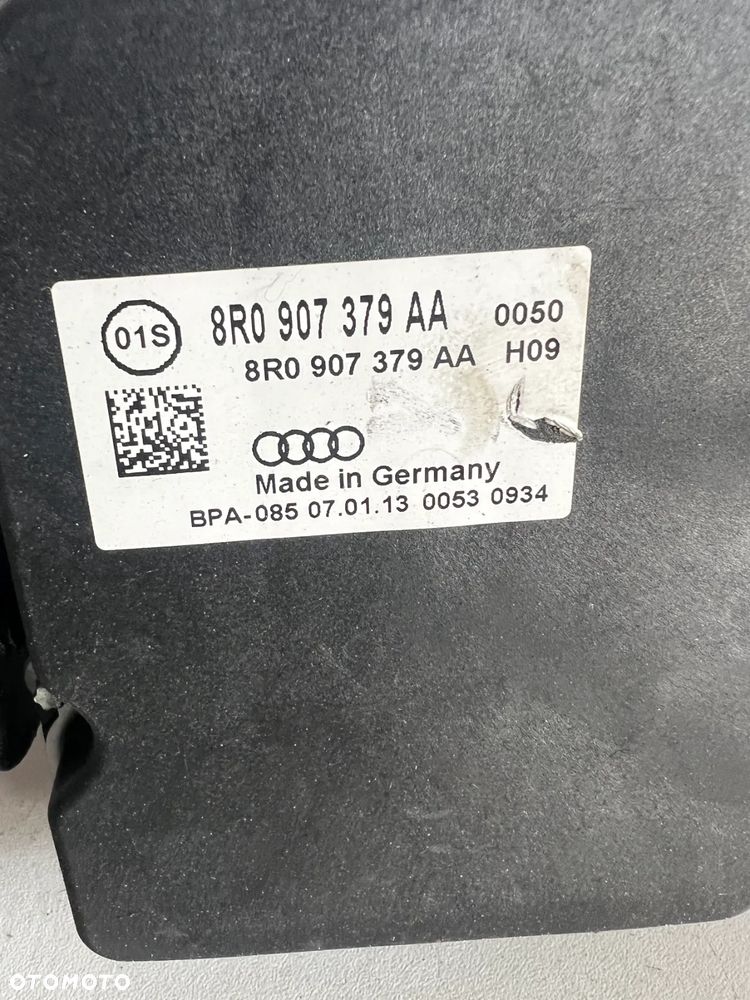 01S 8R0 907 379 AA 0050
8R0 907 379 AA H09
Made in Germany
BPA-085 07.01.13 0053 0934
OTOMOTO